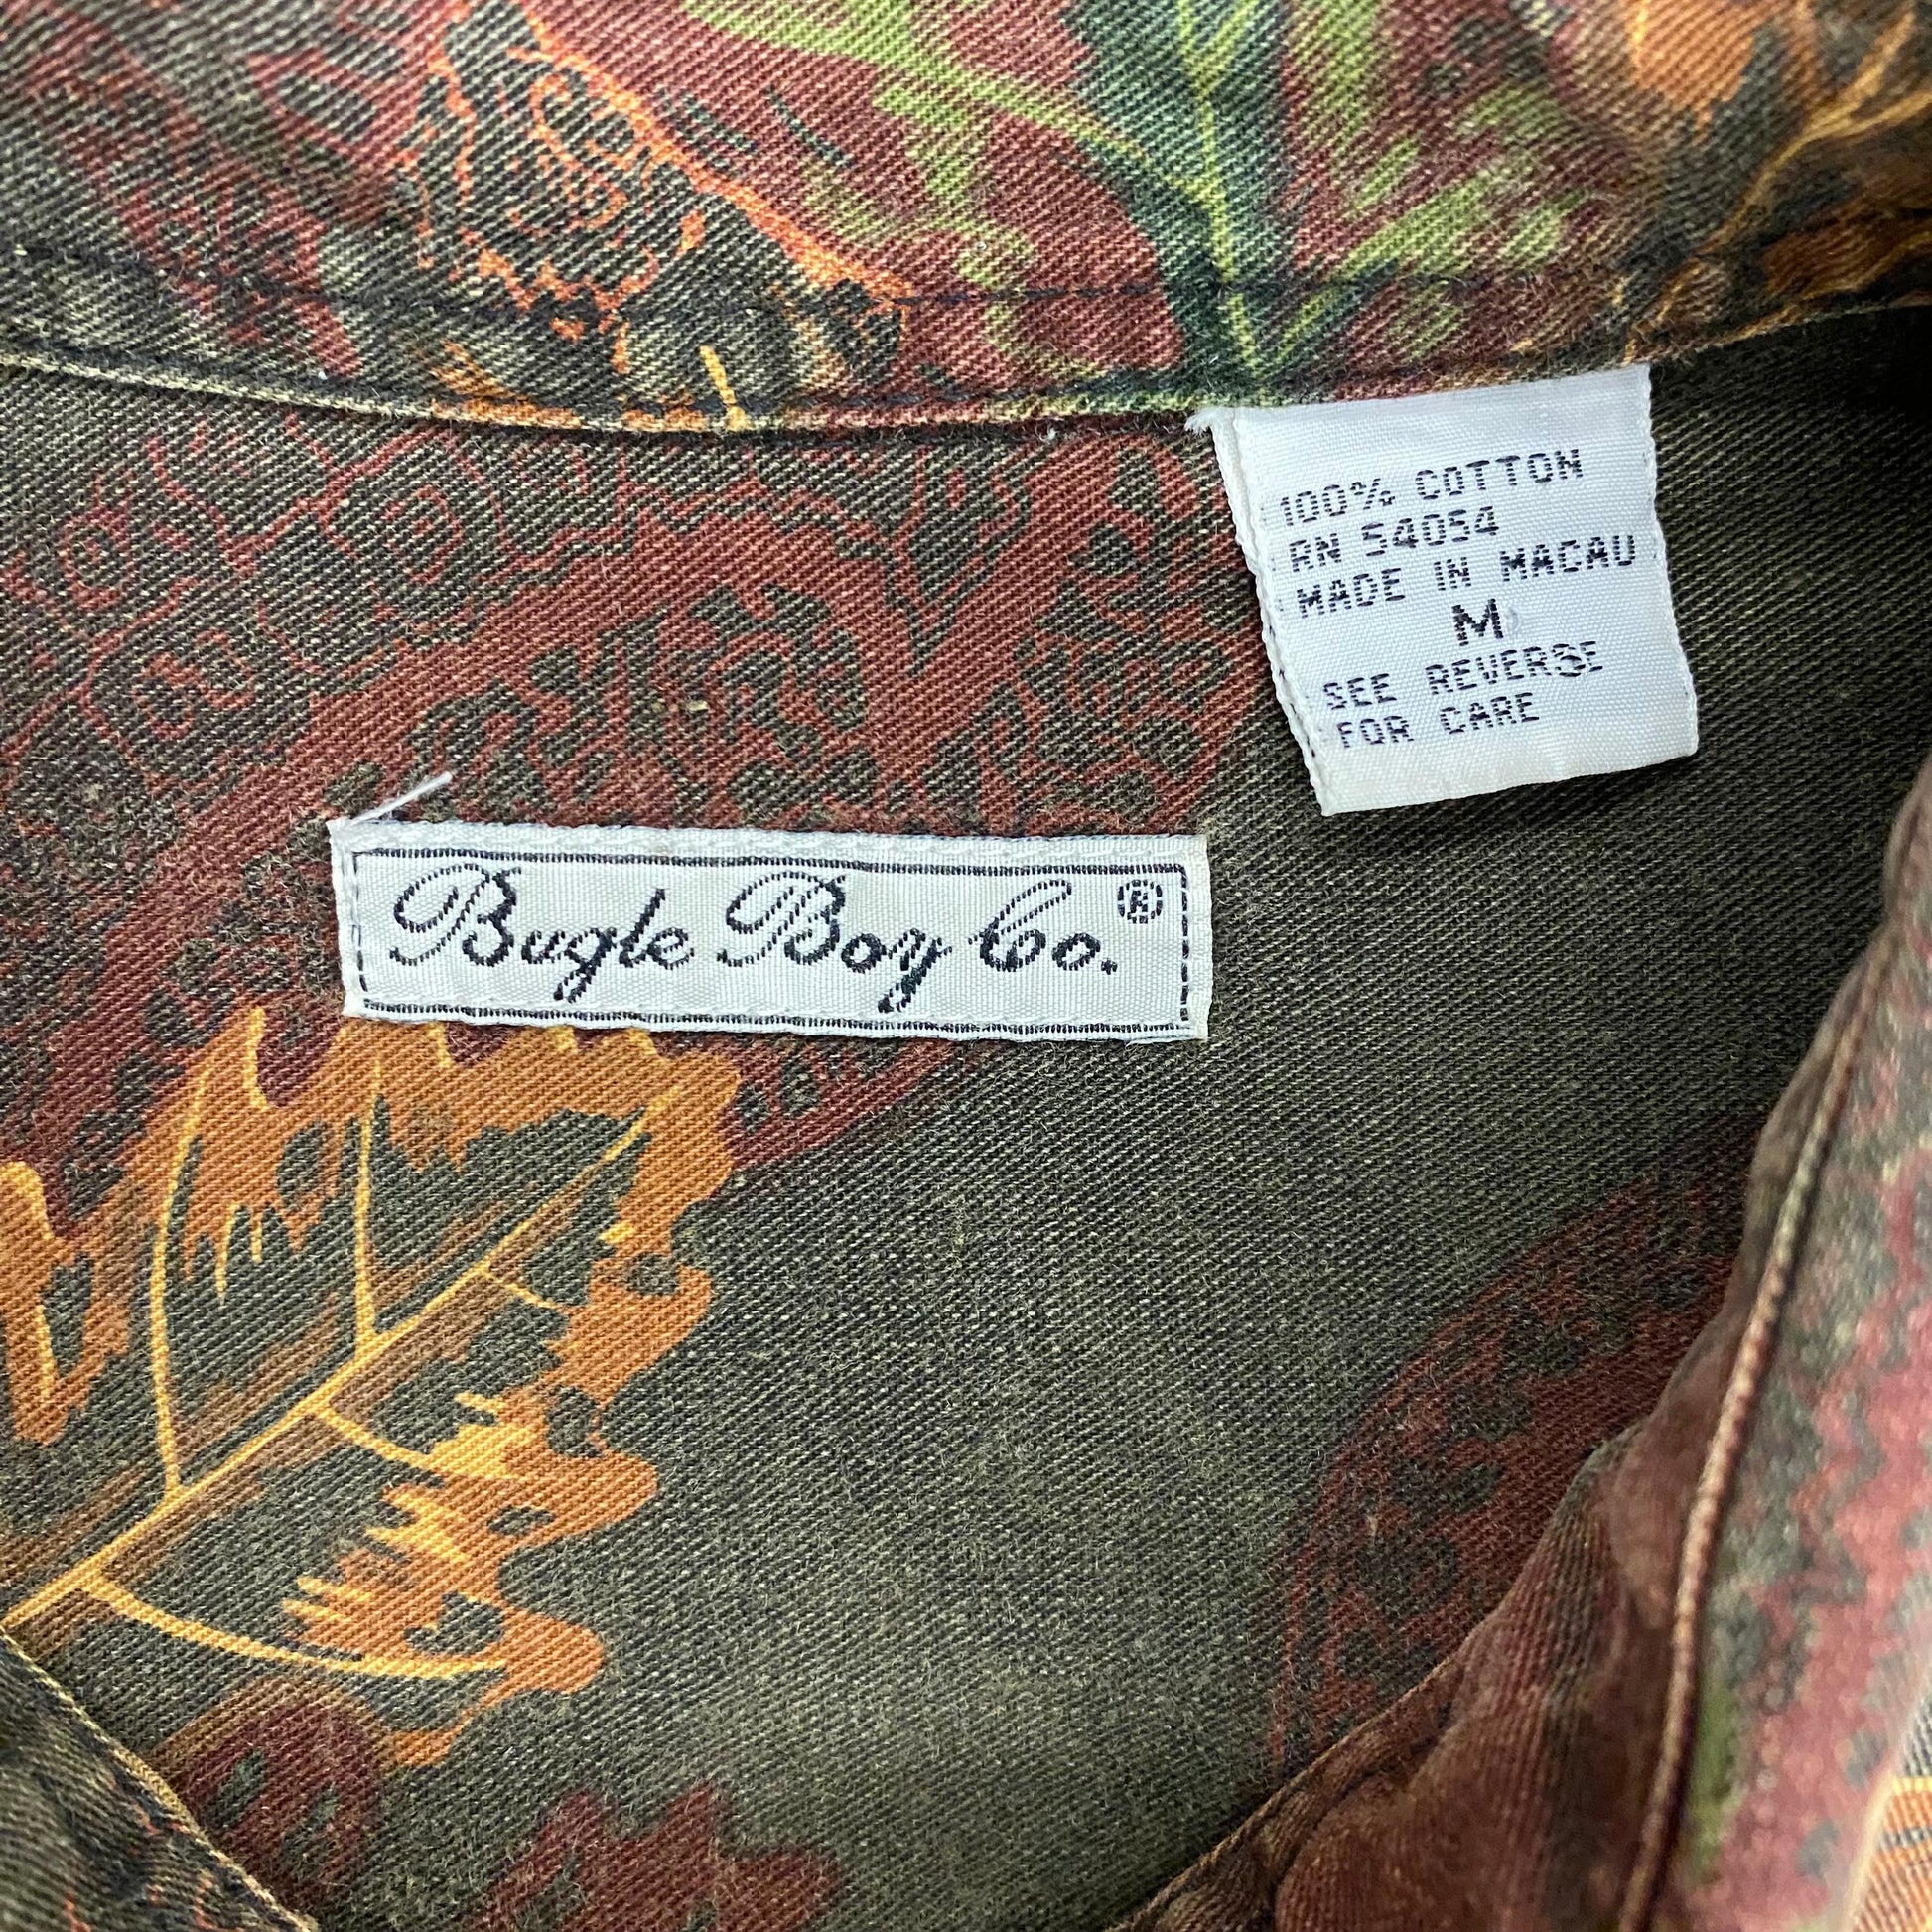 100% COTTON
RN 54054
MADE IN MACAU
M
SEE REVERSE
FOR CARE
Bugle Boy Co.®